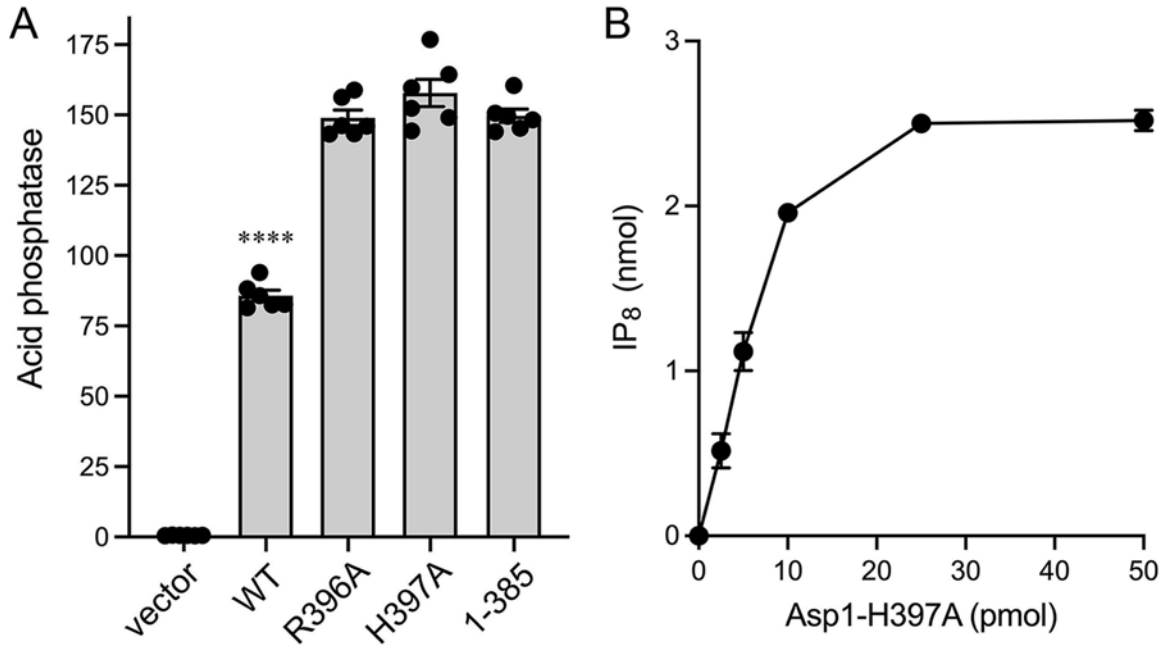 A
Acid phosphatase
175
150
125
100
75
50
25
0
****
vector
WT
R396A
H397A
1-385
B
IP₈ (nmol)
3
2
1
0
0 10 20 30 40 50
Asp1-H397A (pmol)